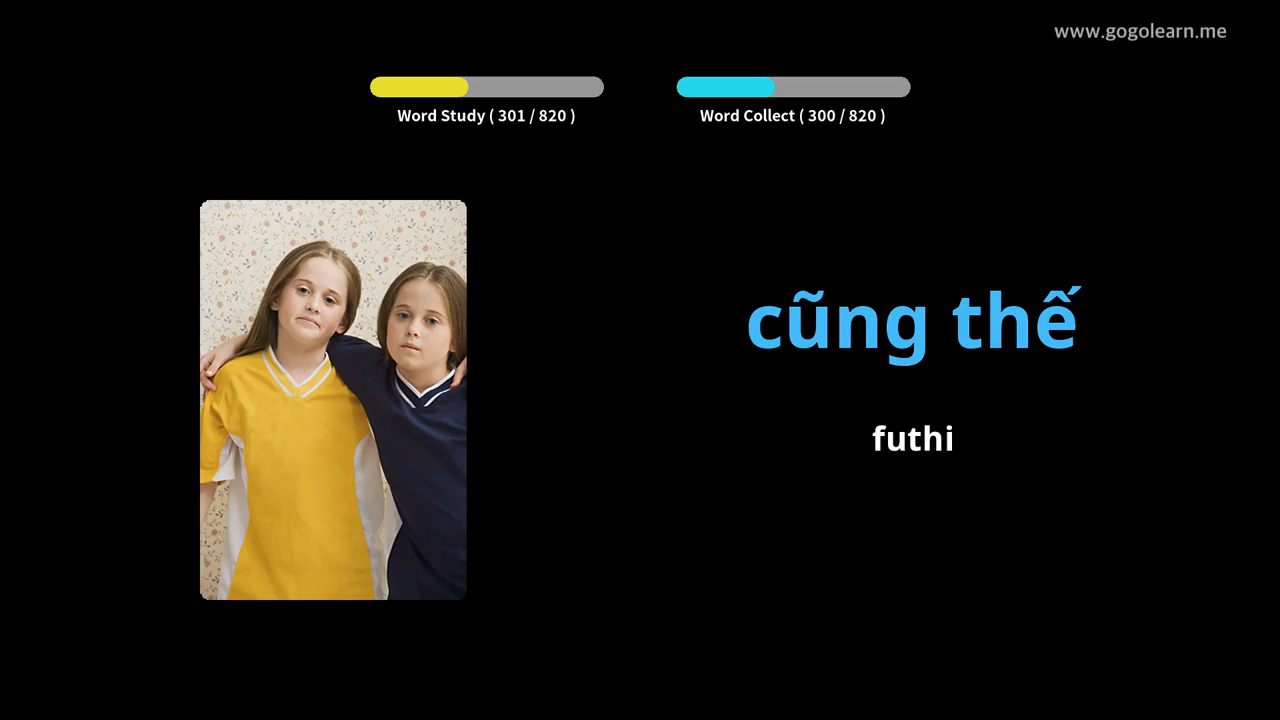 www.gogolearn.me
Word Study ( 301 / 820 )
Word Collect ( 300 / 820 )
cũng thế
futhi